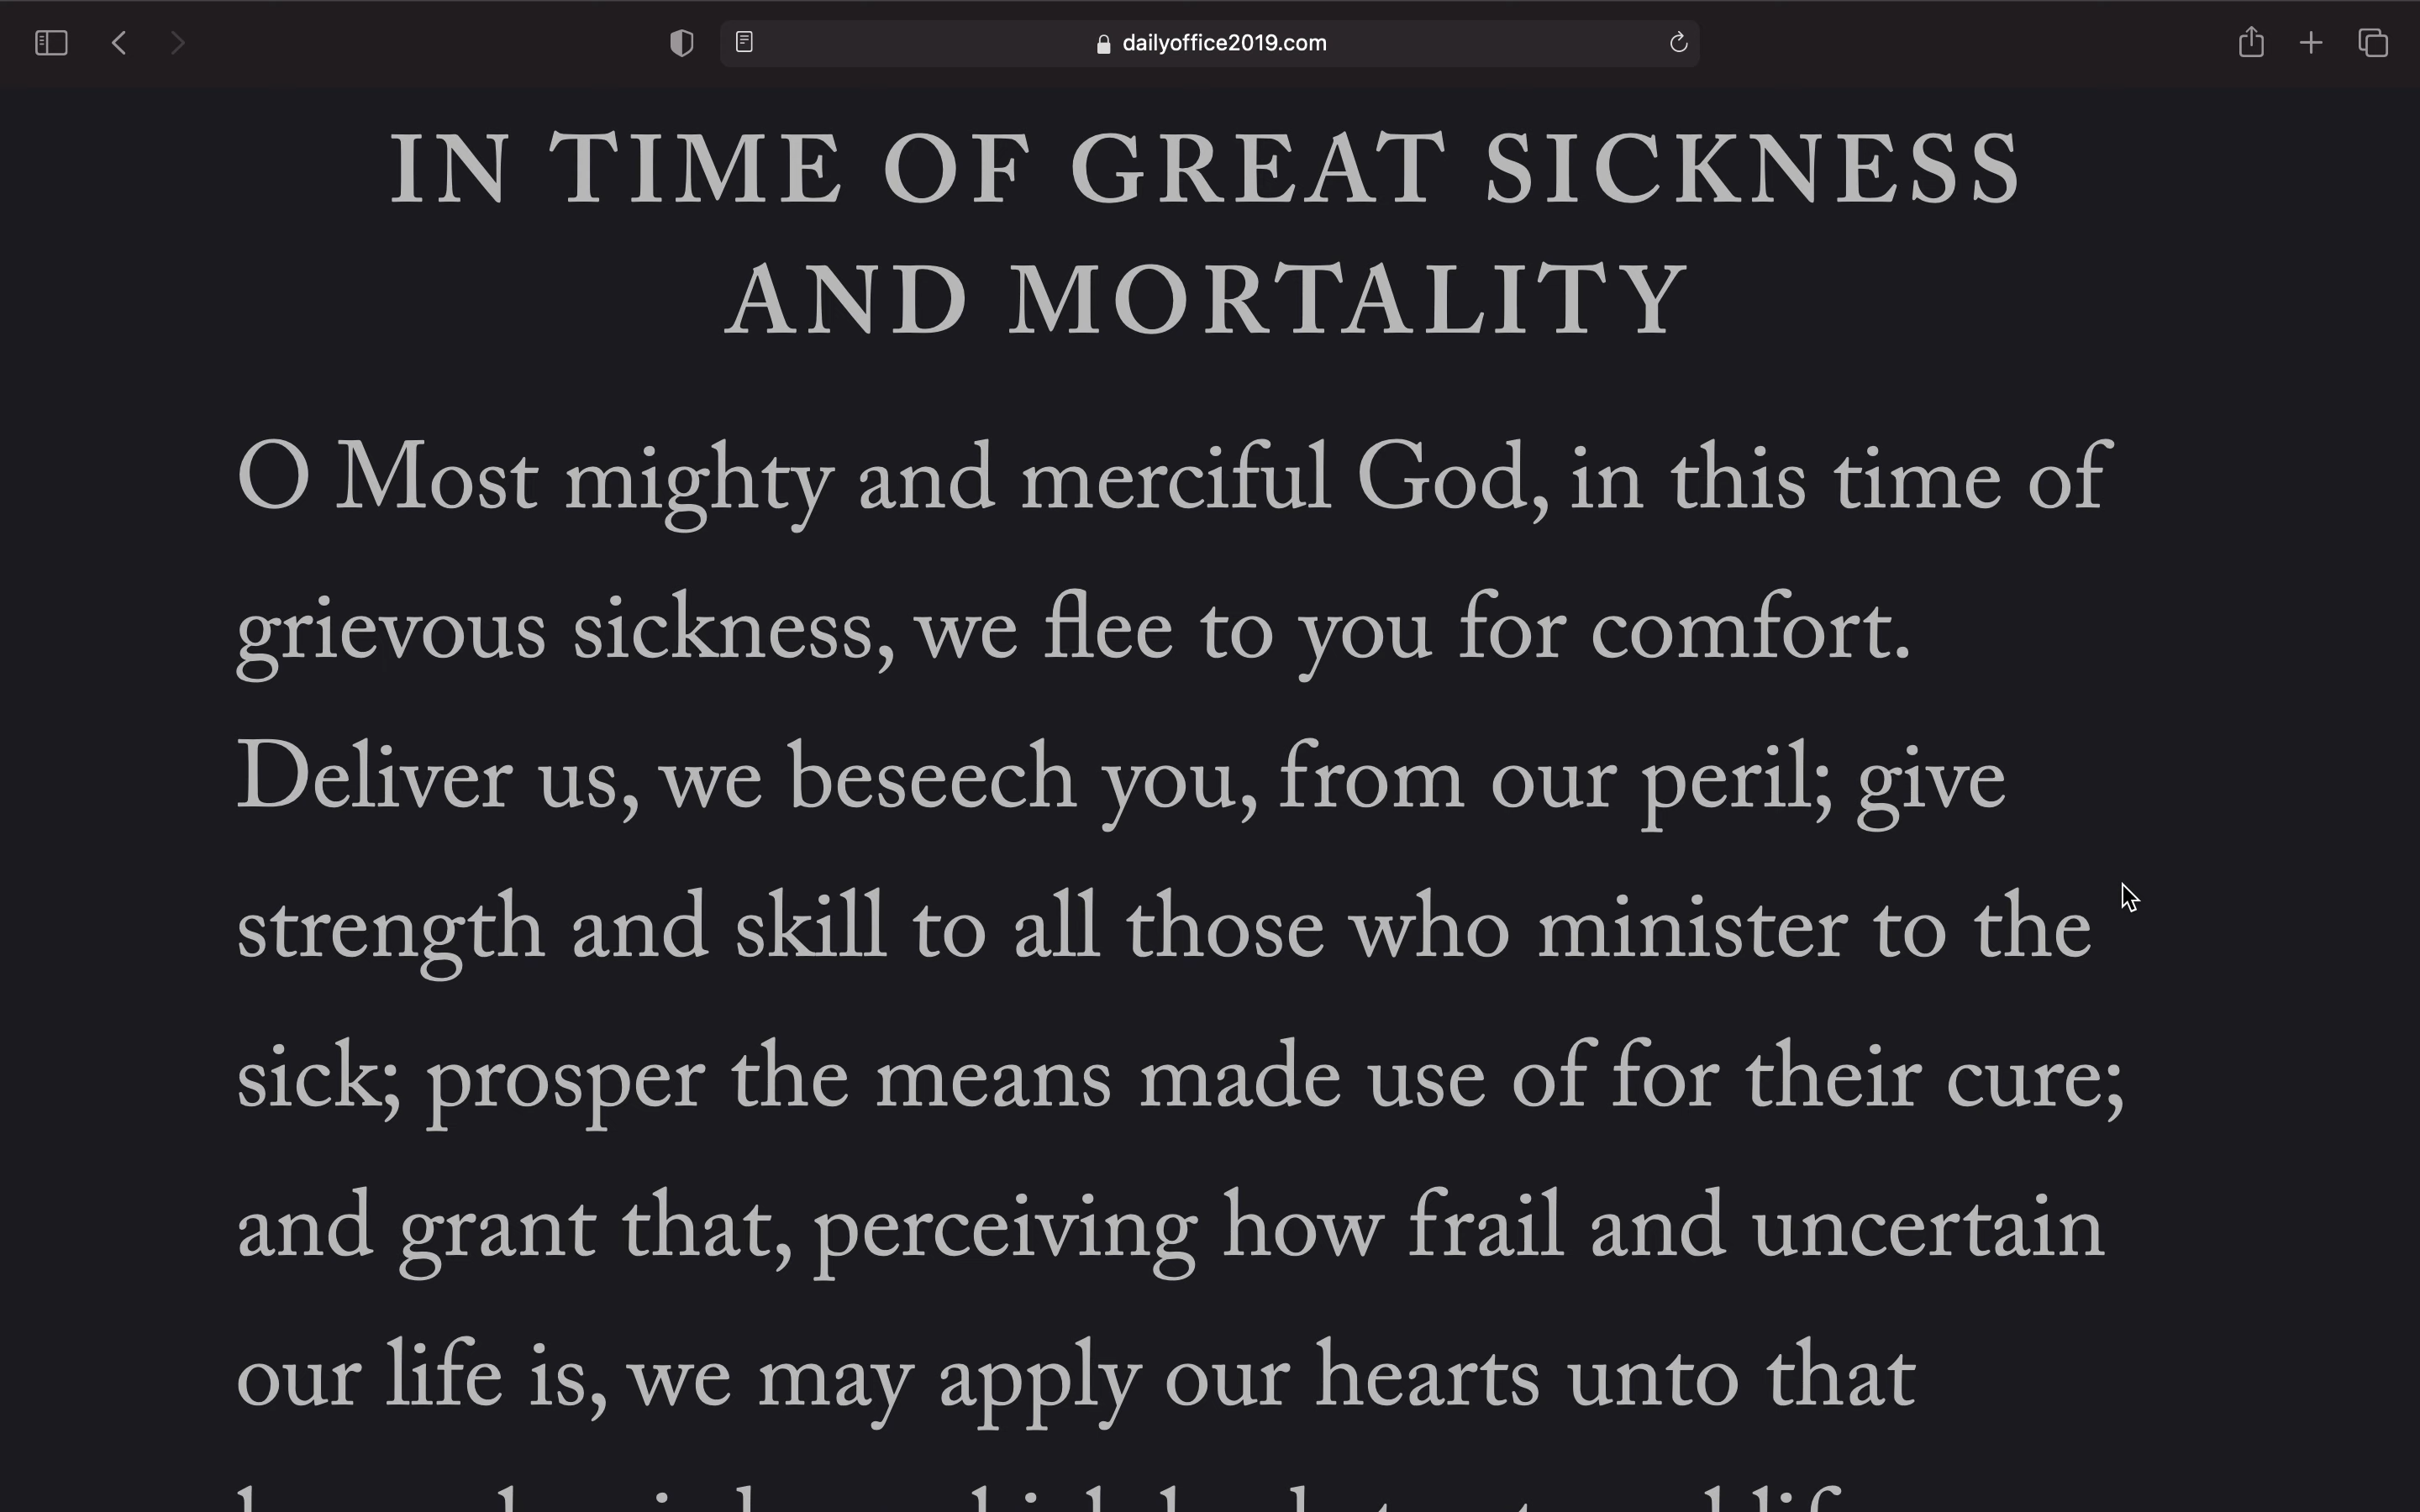 dailyoffice2019.com
IN TIME OF GREAT SICKNESS
AND MORTALITY
O Most mighty and merciful God, in this time of
grievous sickness, we flee to you for comfort.
Deliver us, we beseech you, from our peril; give
strength and skill to all those who minister to the
sick; prosper the means made use of for their cure;
and grant that, perceiving how frail and uncertain
our life is, we may apply our hearts unto that